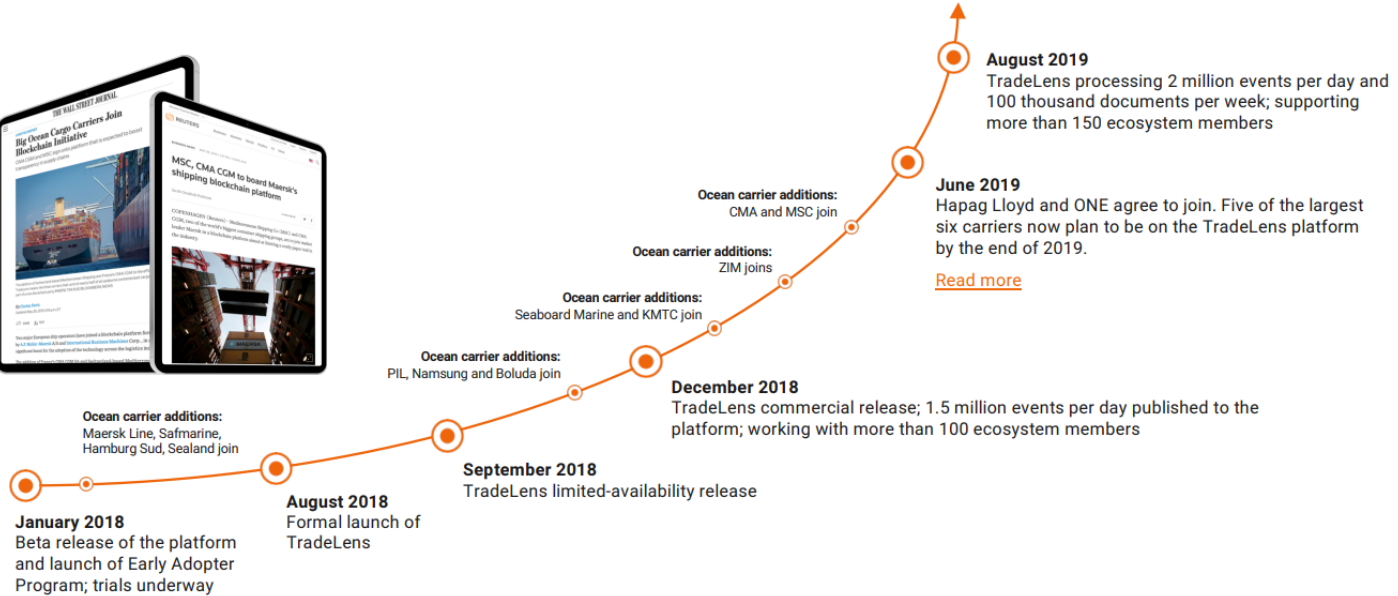 THE WALL STREET JOURNAL
Big Ocean Cargo Carriers Join
Blockchain Initiative
REUTERS
MSC, CMA CGM to board Maersk's
shipping blockchain platform
January 2018
Beta release of the platform
and launch of Early Adopter
Program; trials underway
Ocean carrier additions:
Maersk Line, Safmarine,
Hamburg Sud, Sealand join
August 2018
Formal launch of
TradeLens
September 2018
TradeLens limited-availability release
Ocean carrier additions:
PIL, Namsung and Boluda join
December 2018
TradeLens commercial release; 1.5 million events per day published to the
platform; working with more than 100 ecosystem members
Ocean carrier additions:
Seaboard Marine and KMTC join
Ocean carrier additions:
ZIM joins
Ocean carrier additions:
CMA and MSC join
June 2019
Hapag Lloyd and ONE agree to join. Five of the largest
six carriers now plan to be on the TradeLens platform
by the end of 2019.
Read more
August 2019
TradeLens processing 2 million events per day and
100 thousand documents per week; supporting
more than 150 ecosystem members